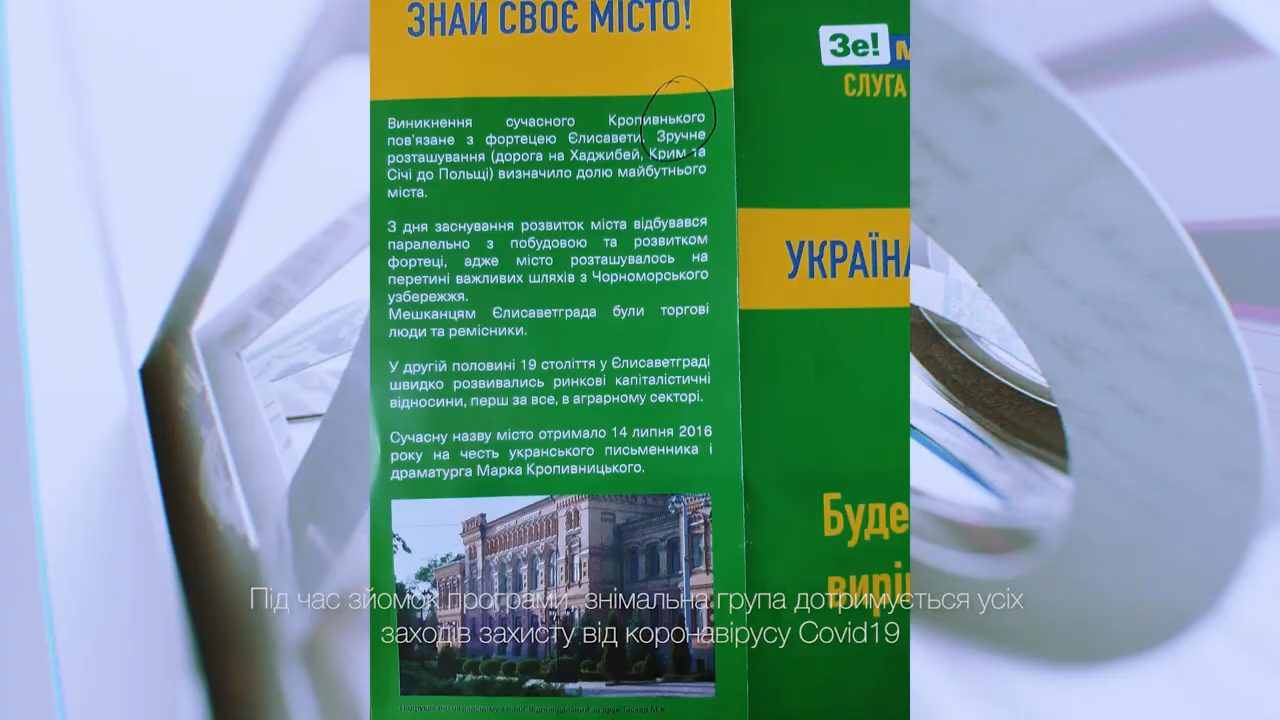 ЗНАЙ СВОЄ МІСТО!
Виникнення сучасного Кропивнького
пов'язане з фортецею Єлисавети. Зручне
розташування (дорога на Хаджибей, Крим та
Січі до Польщі) визначило долю майбутнього
міста.
З дня заснування розвиток міста відбувався
паралельно з побудовою та розвитком
фортеці, адже місто розташувалось на
перетині важливих шляхів з Чорноморського
узбережжя.
Мешканцям Єлисаветграда були торгові
люди та ремісники.
У другій половині 19 століття у Єлисаветграді
швидко розвивались ринкові капіталістичні
відносини, перш за все, в аграрному секторі.
Сучасну назву місто отримало 14 липня 2016
року на честь укранського письменника і
драматурга Марка Кропивницького.
Зе!
СЛУГА
УКРАЇНА
Буде
вирі
Під час зйомок програми, знімальна група дотримується усіх
заходів захисту від коронавірусу Covid19